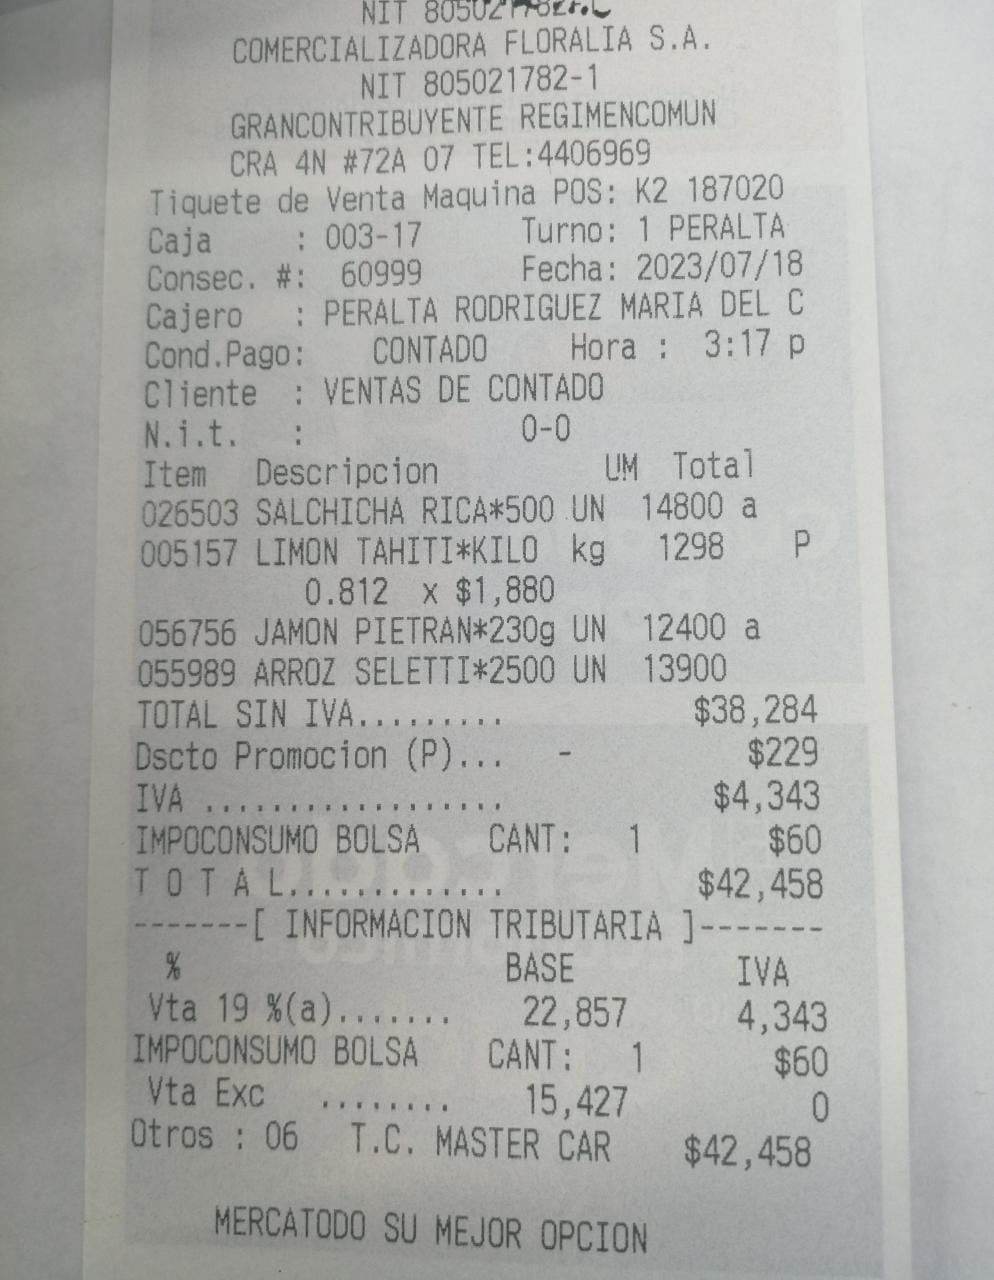 NIT 805021782
COMERCIALIZADORA FLORALIA S.A.
NIT 805021782-1
GRANCONTRIBUYENTE REGIMENCOMUN
CRA 4N #72A 07 TEL:4406969
Tiquete de Venta Maquina POS: K2 187020
Caja : 003-17 Turno: 1 PERALTA
Consec. #: 60999 Fecha: 2023/07/18
Cajero : PERALTA RODRIGUEZ MARIA DEL C
Cond.Pago: CONTADO Hora : 3:17 p
Cliente : VENTAS DE CONTADO
N.i.t. : 0-0
Item Descripcion UM Total
026503 SALCHICHA RICA*500 UN 14800 a
005157 LIMON TAHITI*KILO kg 1298 P
0.812 x $1,880
056756 JAMON PIETRAN*230g UN 12400 a
055989 ARROZ SELETTI*2500 UN 13900
TOTAL SIN IVA......... $38,284
Dscto Promocion (P)... - $229
IVA ................... $4,343
IMPOCONSUMO BOLSA CANT: 1 $60
T O T A L............. $42,458
-------[ INFORMACION TRIBUTARIA ]-------
% BASE IVA
Vta 19 %(a)....... 22,857 4,343
IMPOCONSUMO BOLSA CANT: 1 $60
Vta Exc ........ 15,427 0
Otros : 06 T.C. MASTER CAR $42,458
MERCATODO SU MEJOR OPCION